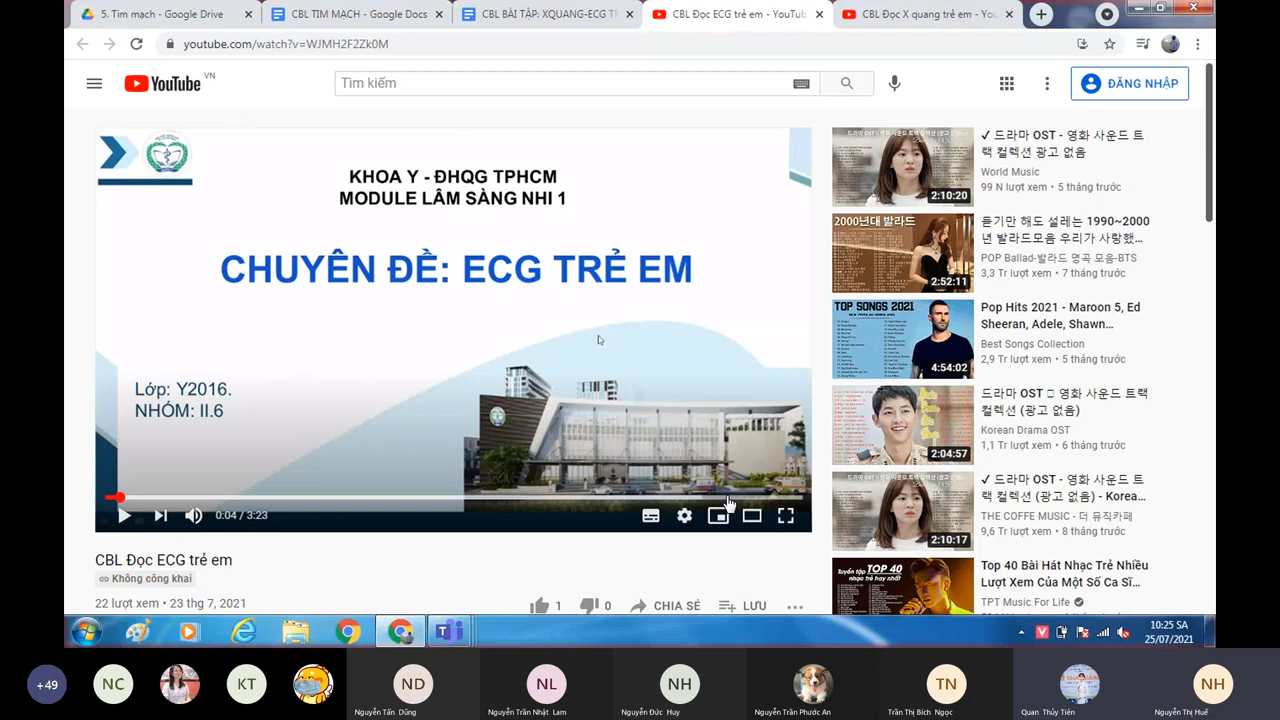 5. Tim mạch - Google Drive
CBL TIM MẠCH - Google Docs
CBL BÀI TẬP: XQUANG-ECG TR
CBL Đọc ECG trẻ em - YouTub
CBL Đọc X quang trẻ em - You
youtube.com/watch?v=WJMH2F2Zk0M
YouTube VN
Tìm kiếm
ĐĂNG NHẬP
KHOA Y - ĐHQG TPHCM
MODULE LÂM SÀNG NHI 1
CHUYÊN ĐỀ: ECG TRẺ EM
Lớp: Y2016.
NHÓM: II.6
0:04 / 3:23
CBL Đọc ECG trẻ em
Không công khai
22 lượt xem • 23 thg 7, 2021
1
0
CHIA SẺ
LƯU
2:10:20
✓ 드라마 OST - 영화 사운드 트
랙 컬렉션 광고 없음
World Music
99 N lượt xem • 5 tháng trước
2000년대 발라드
2:52:11
듣기만 해도 설레는 1990~2000
년 발라드모음 우리가 사랑했...
POP Ballad-발라드 명곡 모음-BTS
3,3 Tr lượt xem • 7 tháng trước
TOP SONGS 2021
4:54:02
Pop Hits 2021 - Maroon 5, Ed
Sheeran, Adele, Shawn...
Best Songs Collection
2,9 Tr lượt xem • 5 tháng trước
2:04:57
드라마 OST □ 영화 사운드 트랙
컬렉션 (광고 없음)
Korean Drama OST
1,1 Tr lượt xem • 6 tháng trước
2:10:17
✓ 드라마 OST - 영화 사운드 트
랙 컬렉션 (광고 없음) - Korea...
THE COFFE MUSIC - 더 뮤직카페
9,6 Tr lượt xem • 8 tháng trước
Tuyển tập TOP 40
nhạc trẻ hay nhất
Top 40 Bài Hát Nhạc Trẻ Nhiều
Lượt Xem Của Một Số Ca Sĩ...
TPT Music For Life
10:25 SA
25/07/2021
+49
NC
KT
ND
NL
NH
TN
NH
Nguyễn Tấn Dũng
Nguyễn Trần Nhật Lam
Nguyễn Đức Huy
Nguyễn Trần Phước An
Trần Thị Bích Ngọc
Quan Thủy Tiên
Nguyễn Thị Huế